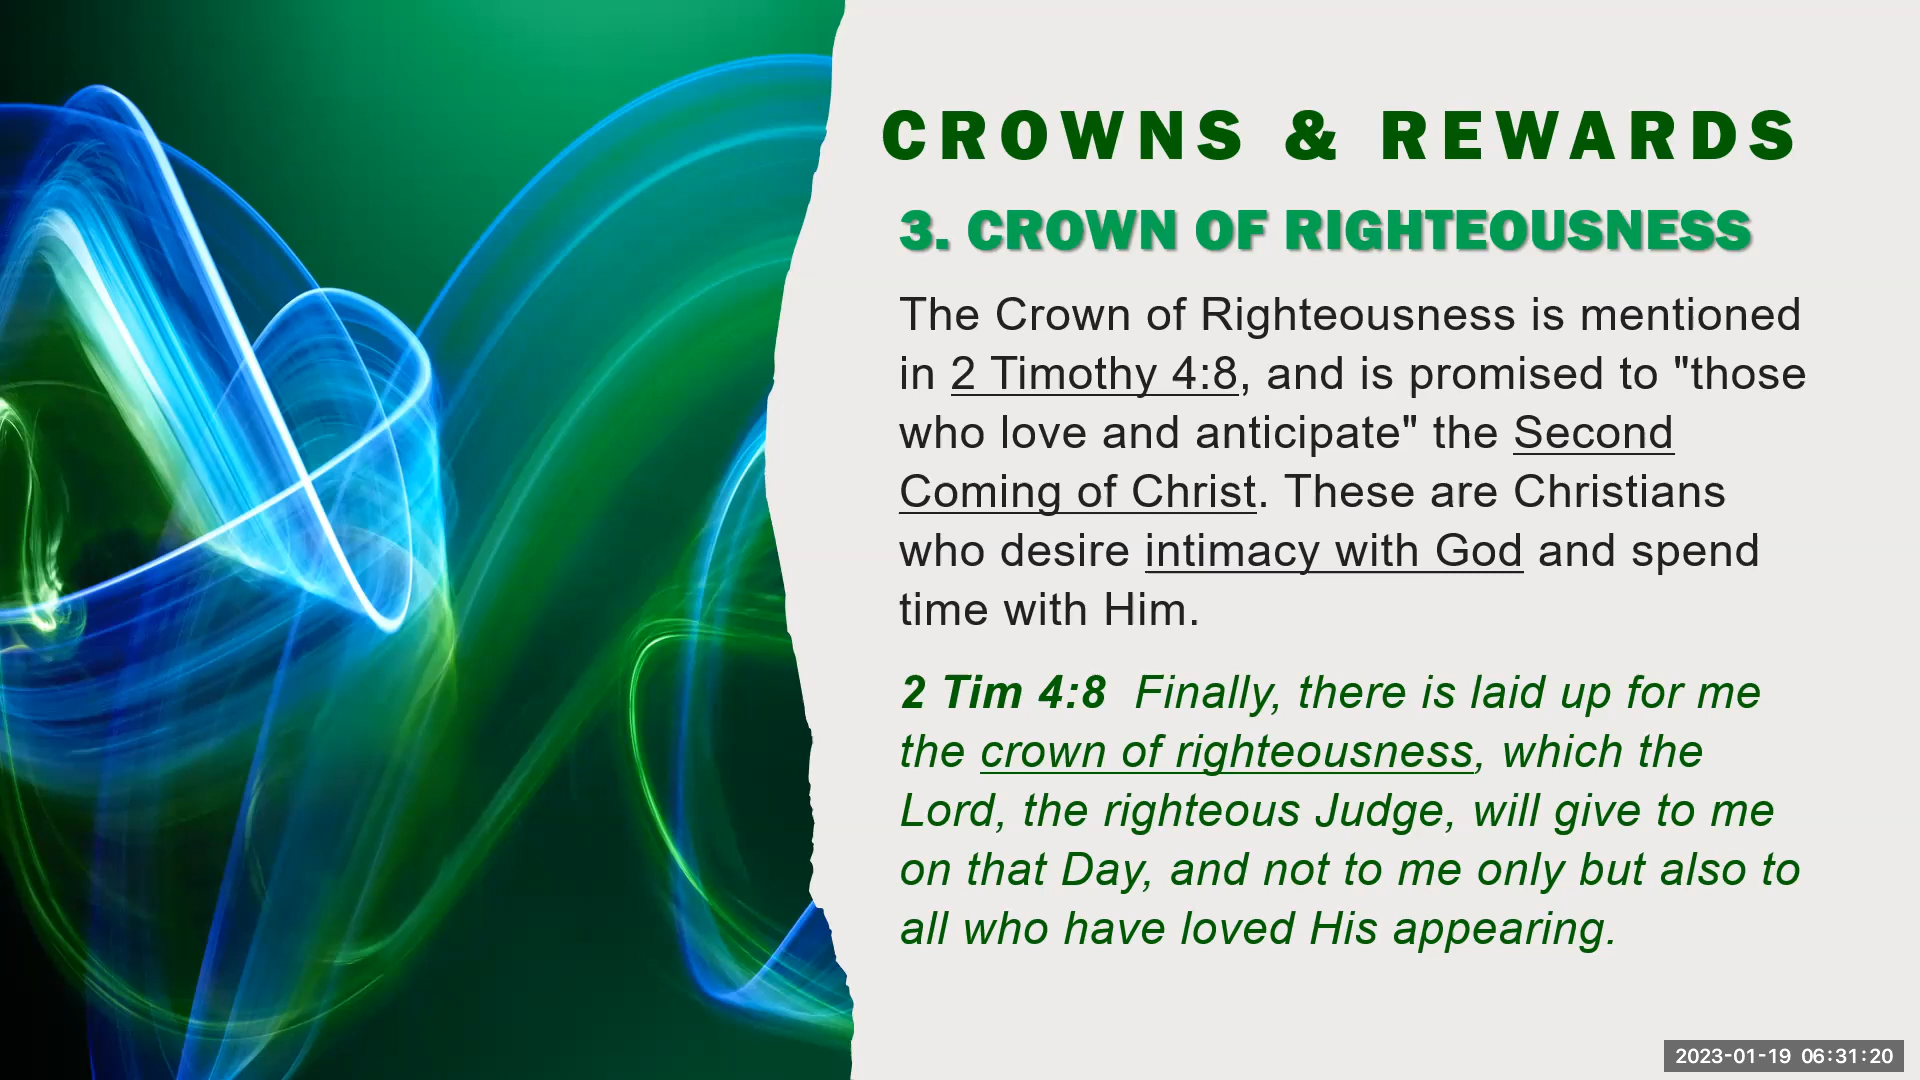 CROWNS & REWARDS
3. CROWN OF RIGHTEOUSNESS
The Crown of Righteousness is mentioned
in 2 Timothy 4:8, and is promised to "those
who love and anticipate" the Second
Coming of Christ. These are Christians
who desire intimacy with God and spend
time with Him.
2 Tim 4:8  Finally, there is laid up for me
the crown of righteousness, which the
Lord, the righteous Judge, will give to me
on that Day, and not to me only but also to
all who have loved His appearing.
2023-01-19 06:31:20